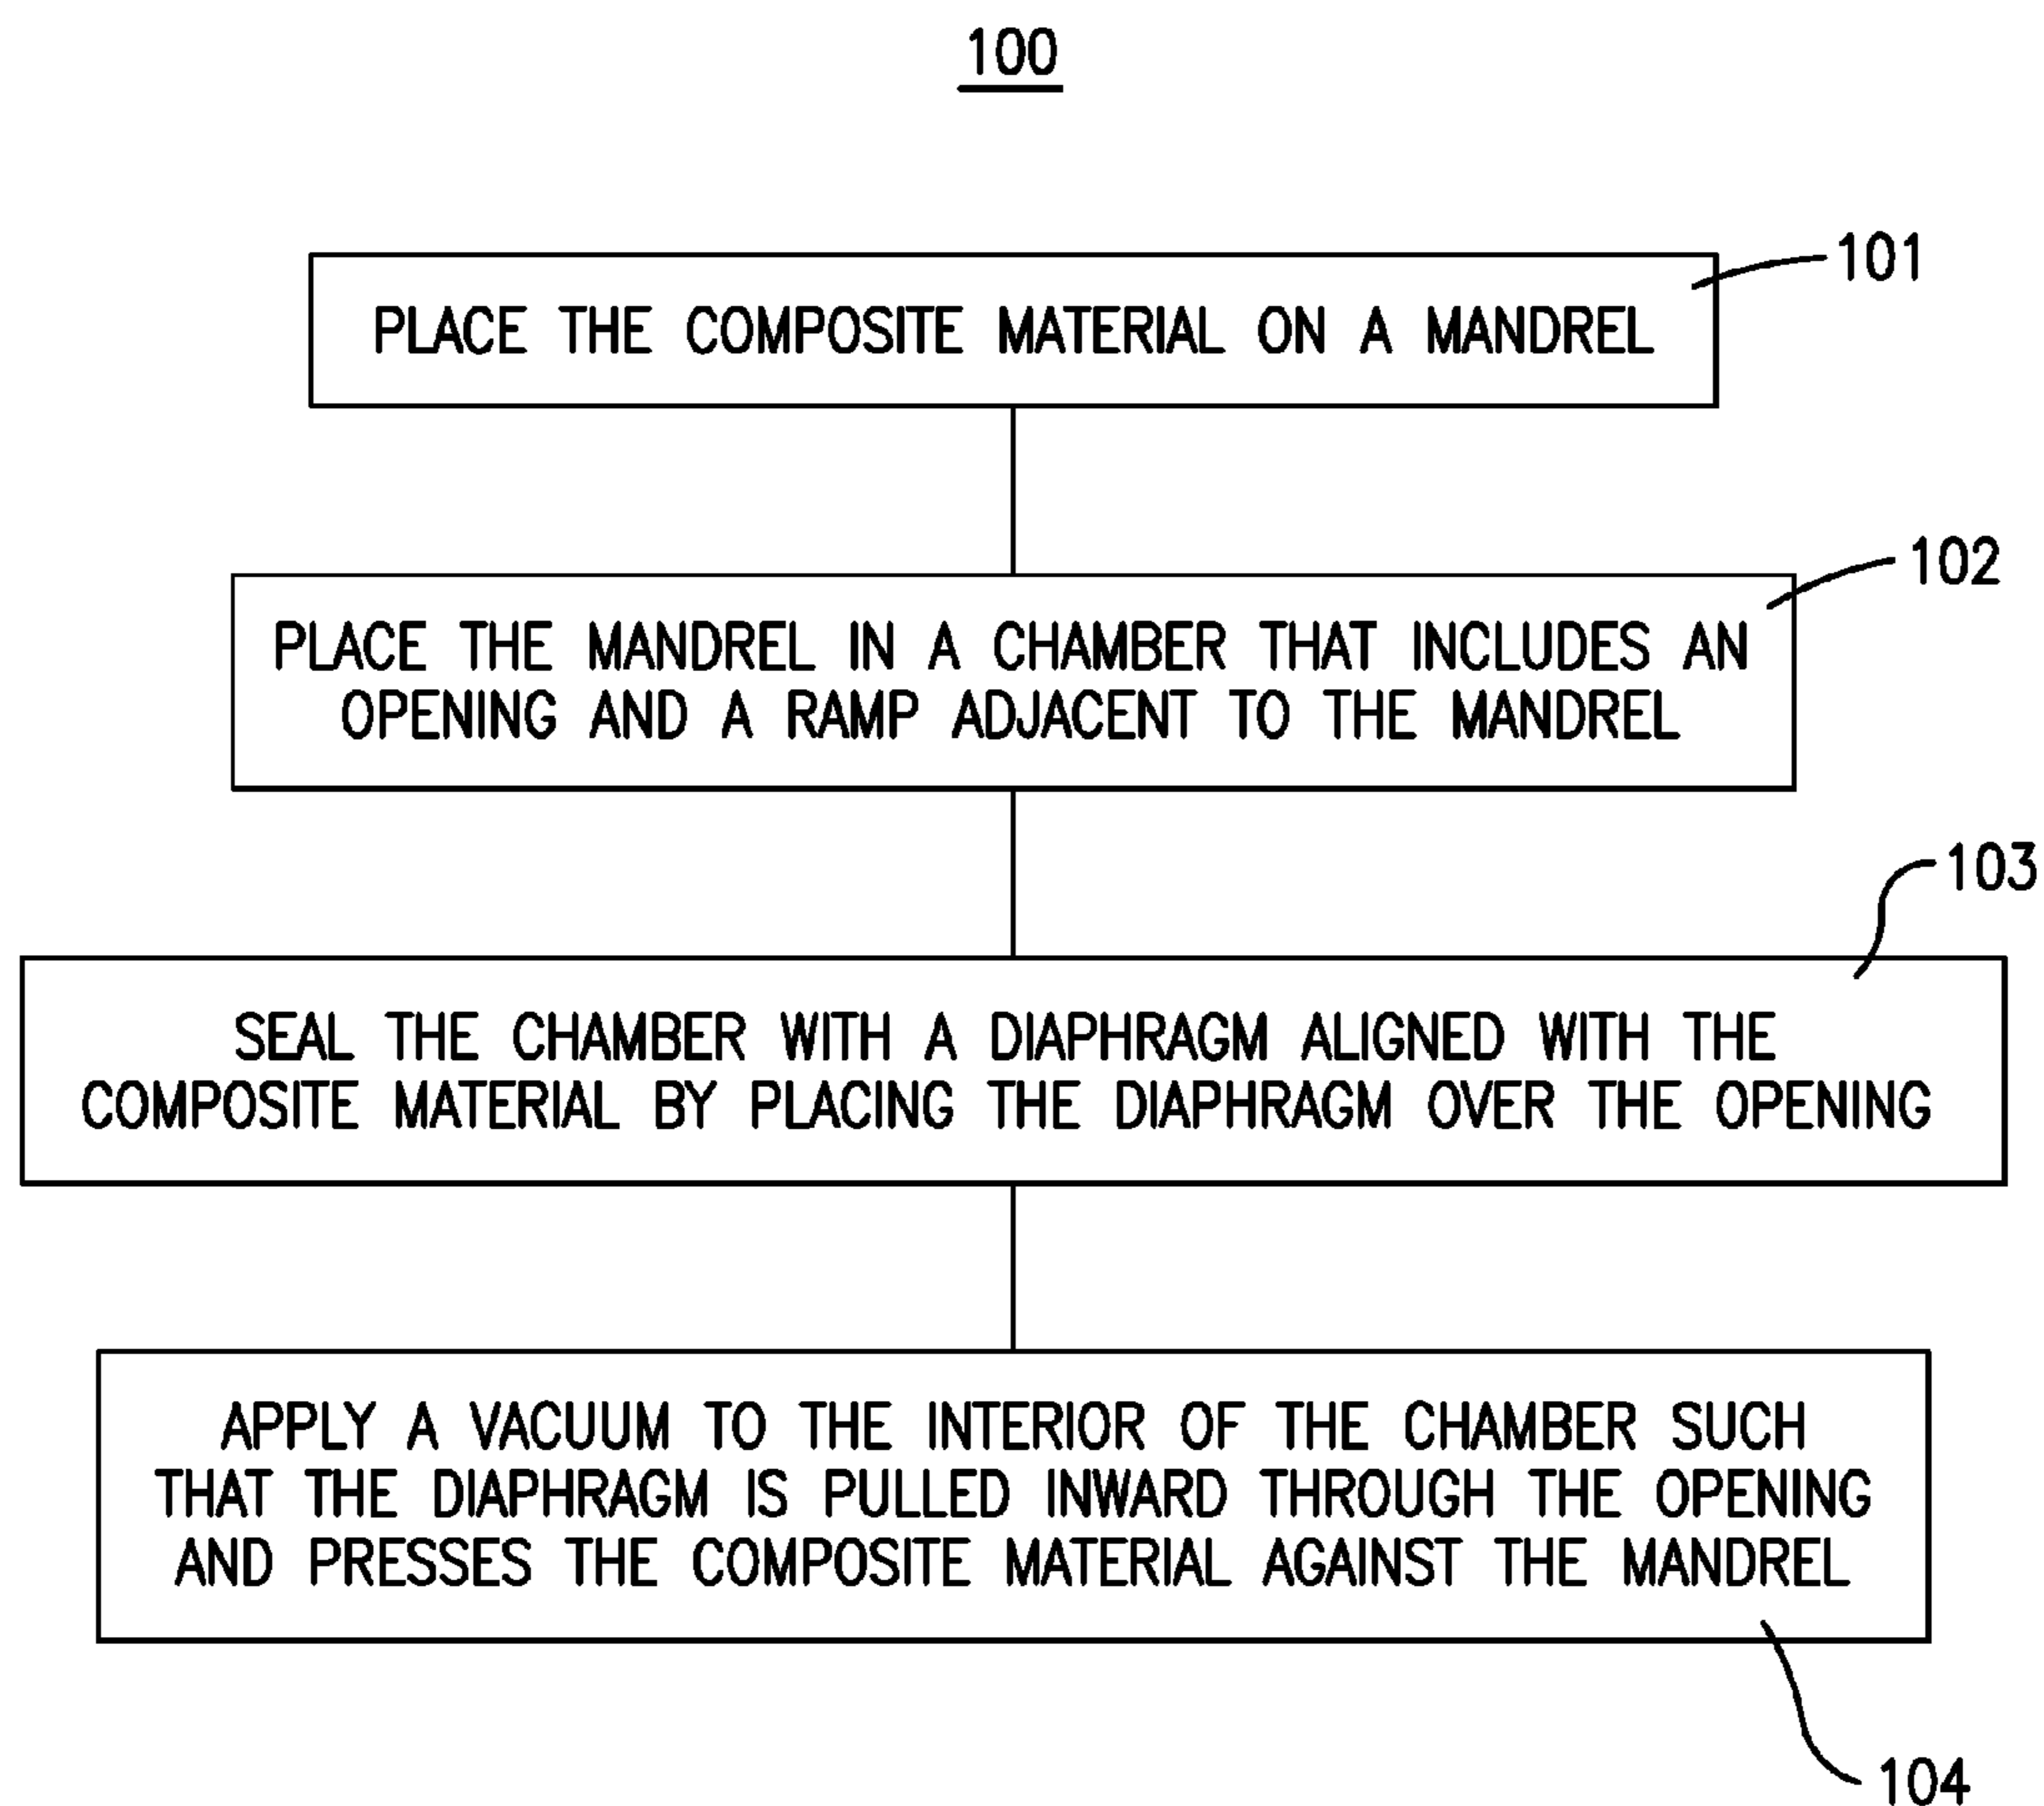 100
101
PLACE THE COMPOSITE MATERIAL ON A MANDREL
102
PLACE THE MANDREL IN A CHAMBER THAT INCLUDES AN
OPENING AND A RAMP ADJACENT TO THE MANDREL
103
SEAL THE CHAMBER WITH A DIAPHRAGM ALIGNED WITH THE
COMPOSITE MATERIAL BY PLACING THE DIAPHRAGM OVER THE OPENING
APPLY A VACUUM TO THE INTERIOR OF THE CHAMBER SUCH
THAT THE DIAPHRAGM IS PULLED INWARD THROUGH THE OPENING
AND PRESSES THE COMPOSITE MATERIAL AGAINST THE MANDREL
104